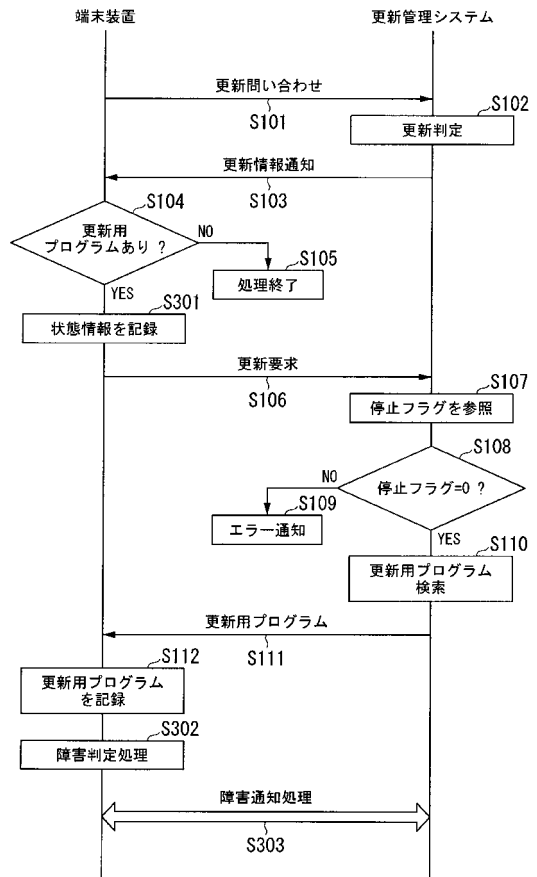 端末装置
更新管理システム
更新問い合わせ
S101
S102
更新判定
更新情報通知
S103
S104
更新用
プログラムあり ?
NO
S105
処理終了
YES
S301
状態情報を記録
更新要求
S106
S107
停止フラグを参照
S108
停止フラグ=0 ?
NO
S109
エラー通知
YES
S110
更新用プログラム
検索
更新用プログラム
S111
S112
更新用プログラム
を記録
S302
障害判定処理
障害通知処理
S303